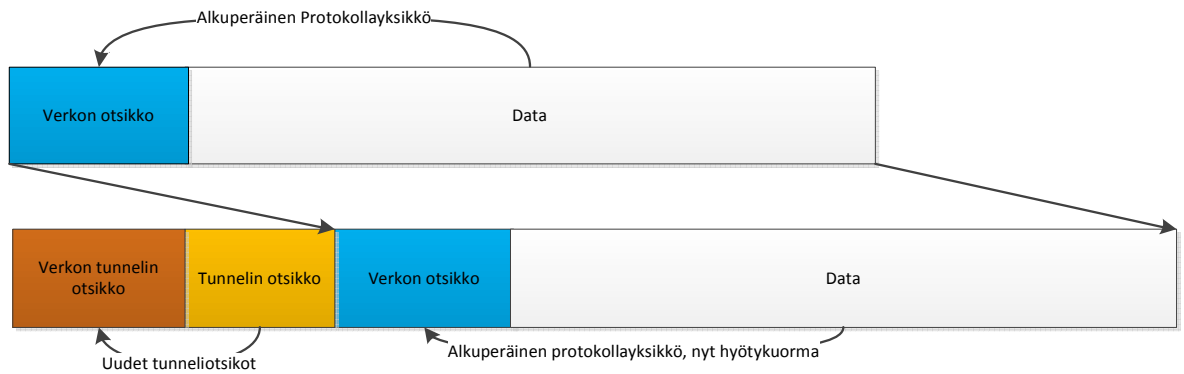 Alkuperäinen Protokollayksikkö
Verkon otsikko
Data
Verkon tunnelin
otsikko
Tunnelin otsikko
Verkon otsikko
Data
Uudet tunneliotsikot
Alkuperäinen protokollayksikkö, nyt hyötykuorma